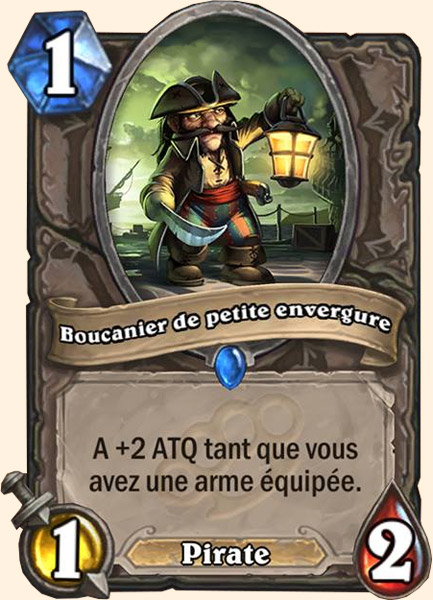 1
Boucanier de petite envergure
A +2 ATQ tant que vous
avez une arme équipée.
1
Pirate
2